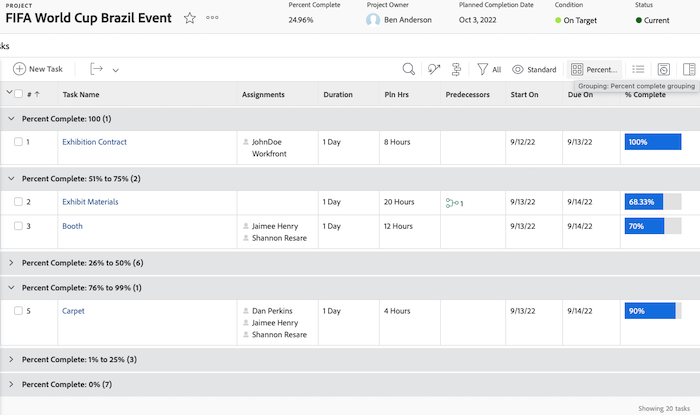 PROJECT
FIFA World Cup Brazil Event
Percent Complete
24.96%
Project Owner
Ben Anderson
Planned Completion Date
Oct 3, 2022
Condition
On Target
Status
Current
ks
New Task
All
Standard
Percent...
Grouping: Percent complete grouping
# Task Name Assignments Duration Pln Hrs Predecessors Start On Due On % Complete
Percent Complete: 100 (1)
1 Exhibition Contract JohnDoe 1 Day 8 Hours 9/12/22 9/13/22 100%
Workfront
Percent Complete: 51% to 75% (2)
2 Exhibit Materials 1 Day 20 Hours 1 9/13/22 9/14/22 68.33%
3 Booth Jaimee Henry 1 Day 12 Hours 9/13/22 9/14/22 70%
Shannon Resare
Percent Complete: 26% to 50% (6)
Percent Complete: 76% to 99% (1)
5 Carpet Dan Perkins 1 Day 4 Hours 9/13/22 9/14/22 90%
Jaimee Henry
Shannon Resare
Percent Complete: 1% to 25% (3)
Percent Complete: 0% (7)
Showing 20 tasks